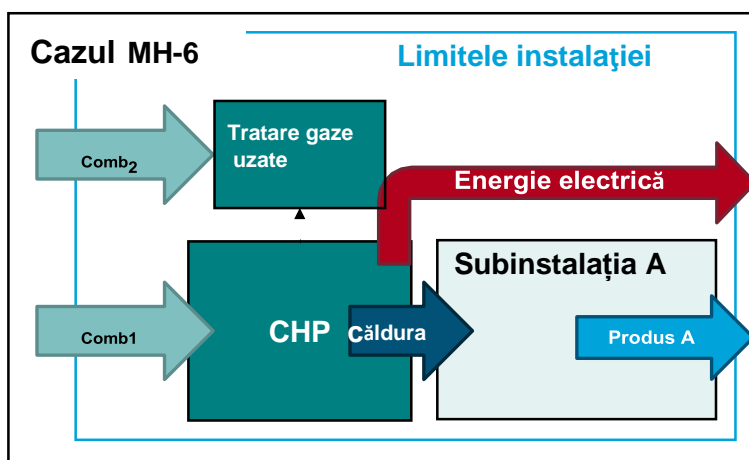 Cazul MH-6
Limitele instalaţiei
Tratare gaze
uzate
Comb2
Energie electrică
Subinstalația A
Comb1
CHP
căldura
Produs A